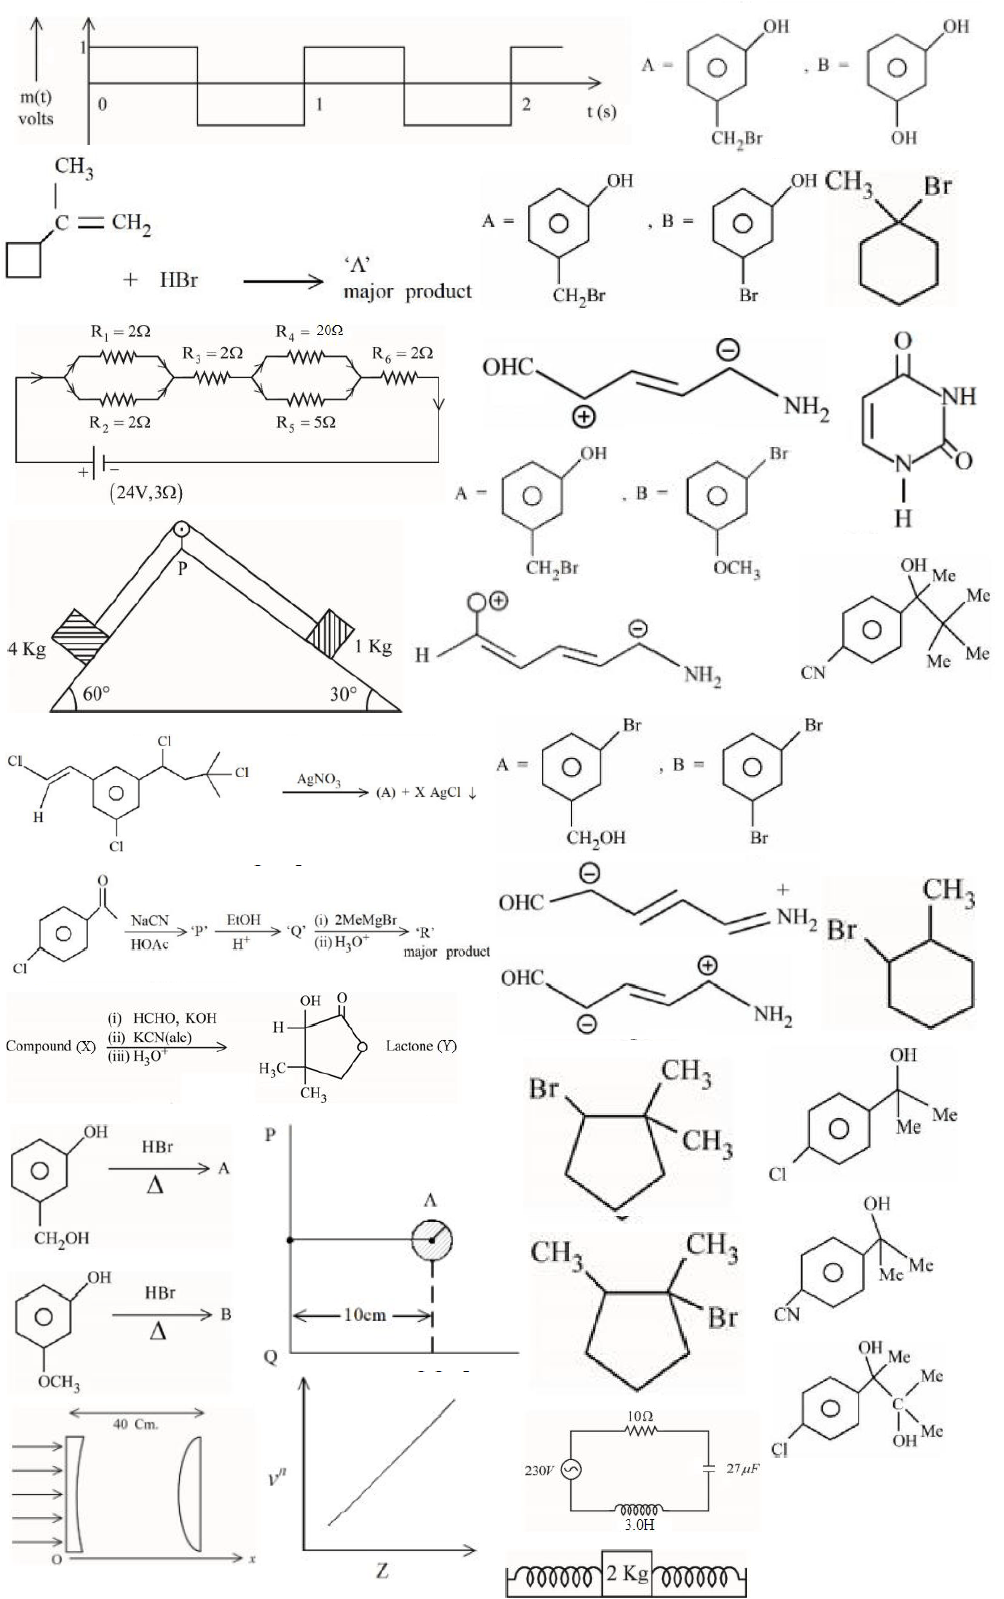 1
m(t)
volts
0
1
2
t (s)
A =
OH
CH₂Br
, B =
OH
OH
CH₃
C
CH₂
+ HBr
‘Λ’
major product
A =
OH
CH₂Br
, B =
OH
Br
CH₃
Br
R₁ = 2Ω
R₂ = 2Ω
R₃ = 2Ω
R₄ = 20Ω
R₅ = 5Ω
R₆ = 2Ω
+
−
(24V,3Ω)
OHC
⊕
⊖
NH₂
O
NH
O
N
H
A =
OH
CH₂Br
, B =
Br
OCH₃
P
4 Kg
1 Kg
60°
30°
O⊕
H
⊖
NH₂
OH
Me
Me
Me
Me
CN
Cl
H
Cl
Cl
Cl
AgNO₃
(A) + X AgCl ↓
A =
Br
CH₂OH
, B =
Br
Br
O
Cl
NaCN
HOAc
‘P’
EtOH
H⁺
‘Q’
(i) 2MeMgBr
(ii) H₃O⁺
‘R’
major product
OHC
⊖
+
NH₂
OHC
⊖
⊕
NH₂
CH₃
Br
Compound (X)
(i) HCHO, KOH
(ii) KCN(alc)
(iii) H₃O⁺
OH
O
H
O
H₃C
CH₃
Lactone (Y)
Br
CH₃
CH₃
OH
Me
Me
Cl
OH
CH₂OH
HBr
Δ
A
OH
OCH₃
HBr
Δ
B
P
Λ
10cm
Q
CH₃
CH₃
Br
OH
Me
Me
CN
OH
Me
Me
C
Me
OH
Cl
40 Cm.
O
x
Vⁿ
Z
10Ω
230V
27μF
3.0H
2 Kg